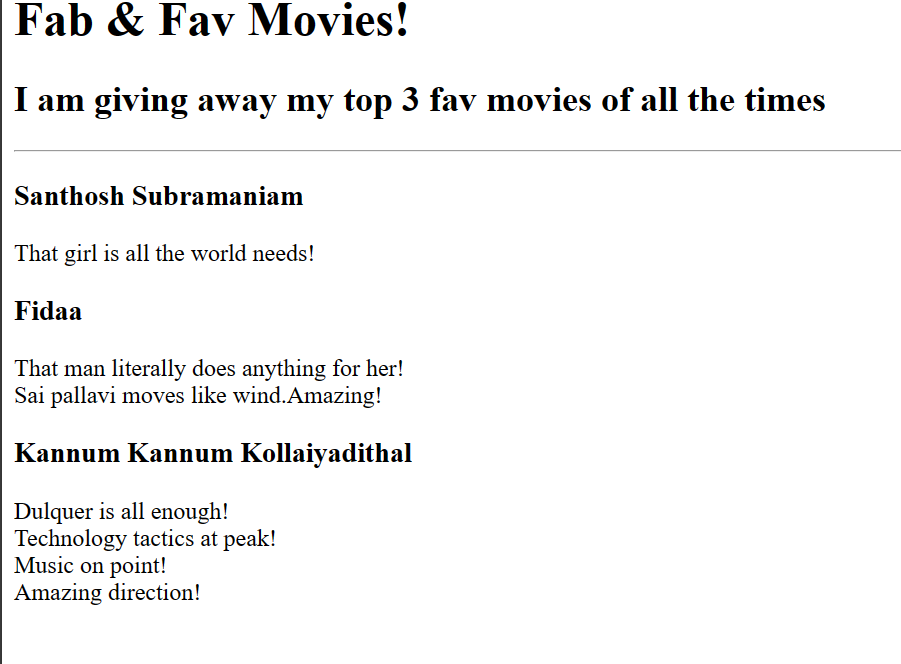 Fab & Fav Movies!
I am giving away my top 3 fav movies of all the times
Santhosh Subramaniam
That girl is all the world needs!
Fidaa
That man literally does anything for her!
Sai pallavi moves like wind.Amazing!
Kannum Kannum Kollaiyadithal
Dulquer is all enough!
Technology tactics at peak!
Music on point!
Amazing direction!